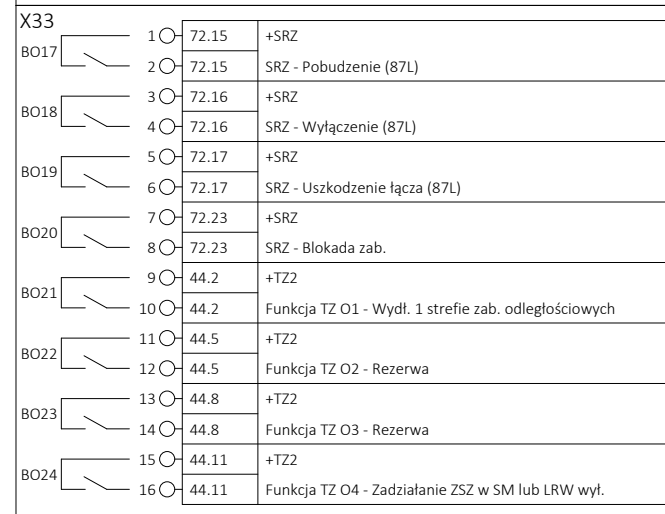 X33
BO17
1 72.15 +SRZ
2 72.15 SRZ - Pobudzenie (87L)
BO18
3 72.16 +SRZ
4 72.16 SRZ - Wyłączenie (87L)
BO19
5 72.17 +SRZ
6 72.17 SRZ - Uszkodzenie łącza (87L)
BO20
7 72.23 +SRZ
8 72.23 SRZ - Blokada zab.
BO21
9 44.2 +TZ2
10 44.2 Funkcja TZ O1 - Wydł. 1 strefie zab. odległościowych
BO22
11 44.5 +TZ2
12 44.5 Funkcja TZ O2 - Rezerwa
BO23
13 44.8 +TZ2
14 44.8 Funkcja TZ O3 - Rezerwa
BO24
15 44.11 +TZ2
16 44.11 Funkcja TZ O4 - Zadziałanie ZSZ w SM lub LRW wył.